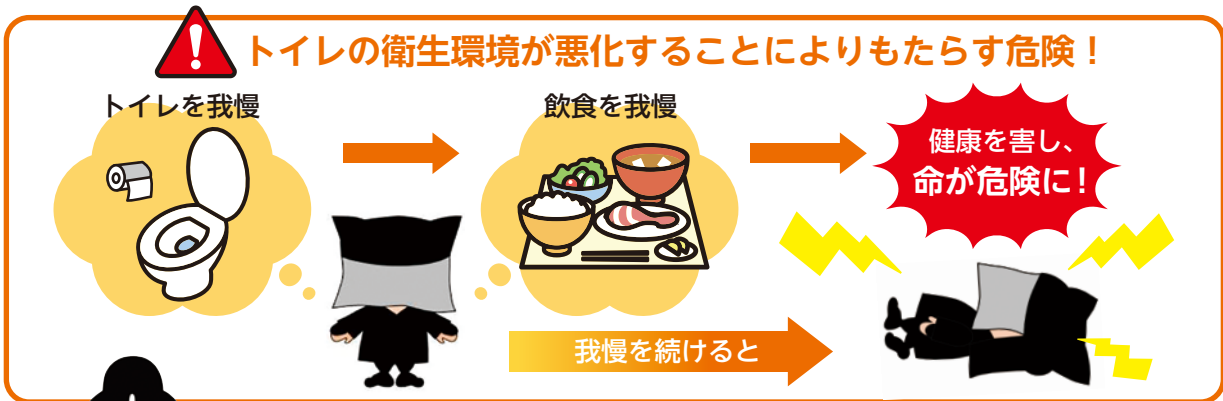 トイレの衛生環境が悪化することによりもたらす危険！
トイレを我慢
飲食を我慢
健康を害し、
命が危険に!
我慢を続けると